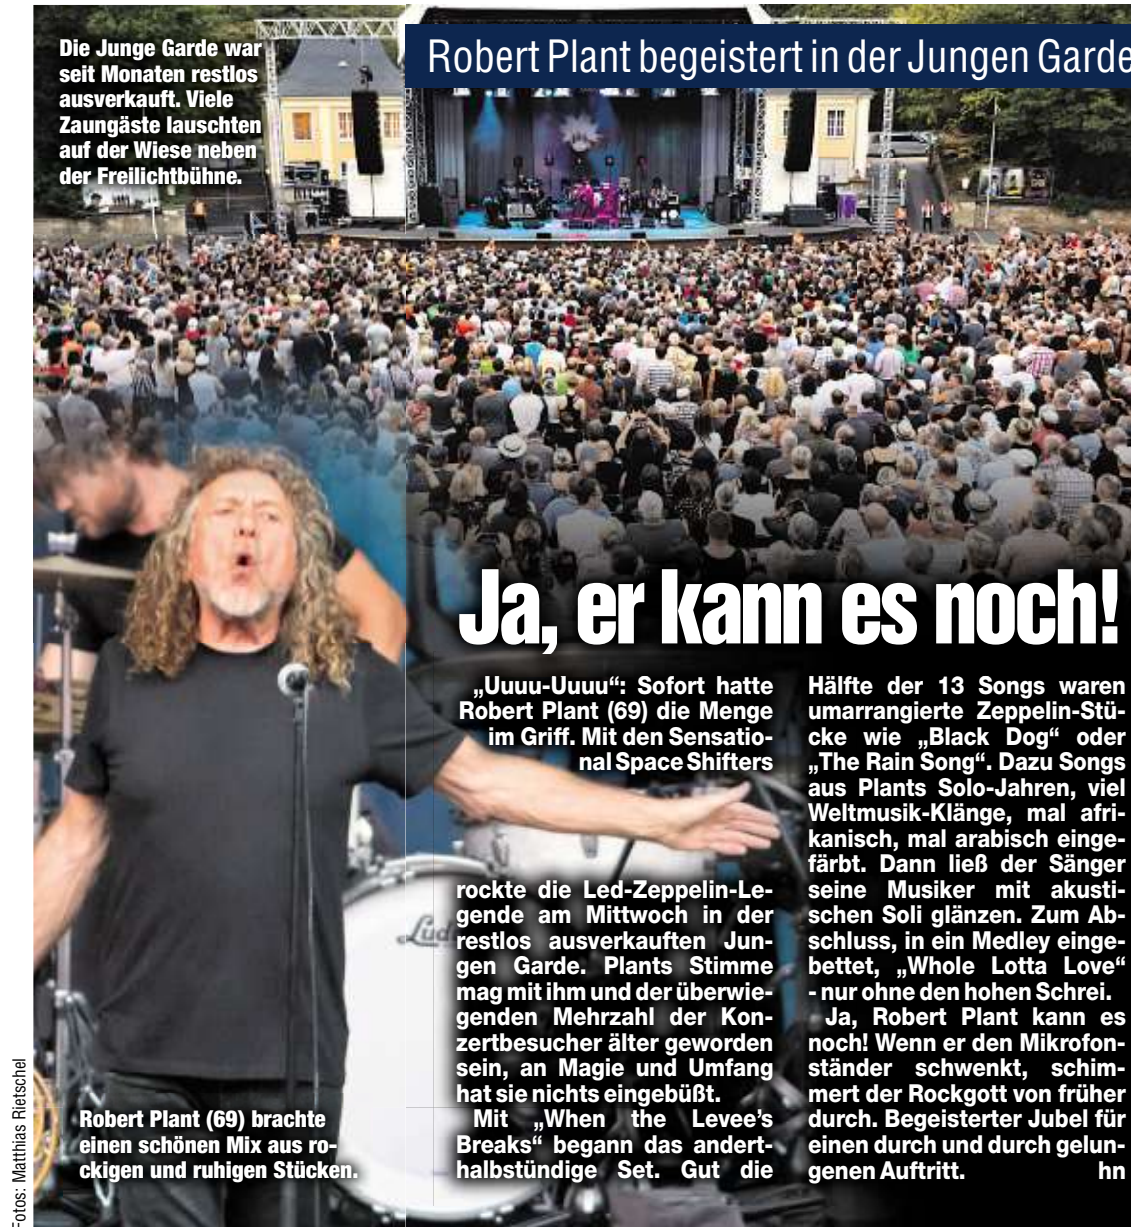 Die Junge Garde war
seit Monaten restlos
ausverkauft. Viele
Zaungäste lauschten
auf der Wiese neben
der Freilichtbühne.
Robert Plant begeistert in der Jungen Garde
Ja, er kann es noch!
„Uuuu-Uuuu“: Sofort hatte
Robert Plant (69) die Menge
im Griff. Mit den Sensatio-
nal Space Shifters
rockte die Led-Zeppelin-Le-
gende am Mittwoch in der
restlos ausverkauften Jun-
gen Garde. Plants Stimme
mag mit ihm und der überwie-
genden Mehrzahl der Kon-
zertbesucher älter geworden
sein, an Magie und Umfang
hat sie nichts eingebüßt.
Mit „When the Levee’s
Breaks“ begann das andert-
halbstündige Set. Gut die
Hälfte der 13 Songs waren
umarrangierte Zeppelin-Stü-
cke wie „Black Dog“ oder
„The Rain Song“. Dazu Songs
aus Plants Solo-Jahren, viel
Weltmusik-Klänge, mal afri-
kanisch, mal arabisch einge-
färbt. Dann ließ der Sänger
seine Musiker mit akusti-
schen Soli glänzen. Zum Ab-
schluss, in ein Medley einge-
bettet, „Whole Lotta Love“
- nur ohne den hohen Schrei.
Ja, Robert Plant kann es
noch! Wenn er den Mikrofon-
ständer schwenkt, schim-
mert der Rockgott von früher
durch. Begeisterter Jubel für
einen durch und durch gelun-
genen Auftritt. hn
Lud
Robert Plant (69) brachte
einen schönen Mix aus ro-
ckigen und ruhigen Stücken.
Fotos: Matthias Rietschel